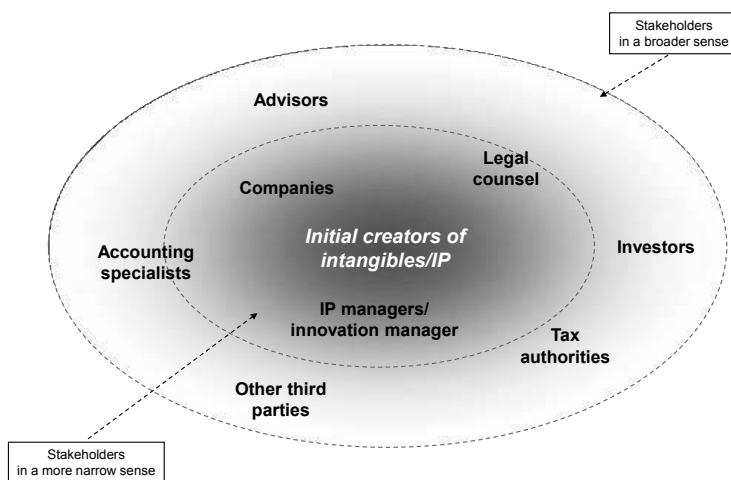 Stakeholders
in a broader sense
Advisors
Legal
counsel
Companies
Initial creators of
intangibles/IP
Accounting
specialists
Investors
IP managers/
innovation manager
Tax
authorities
Other third
parties
Stakeholders
in a more narrow sense